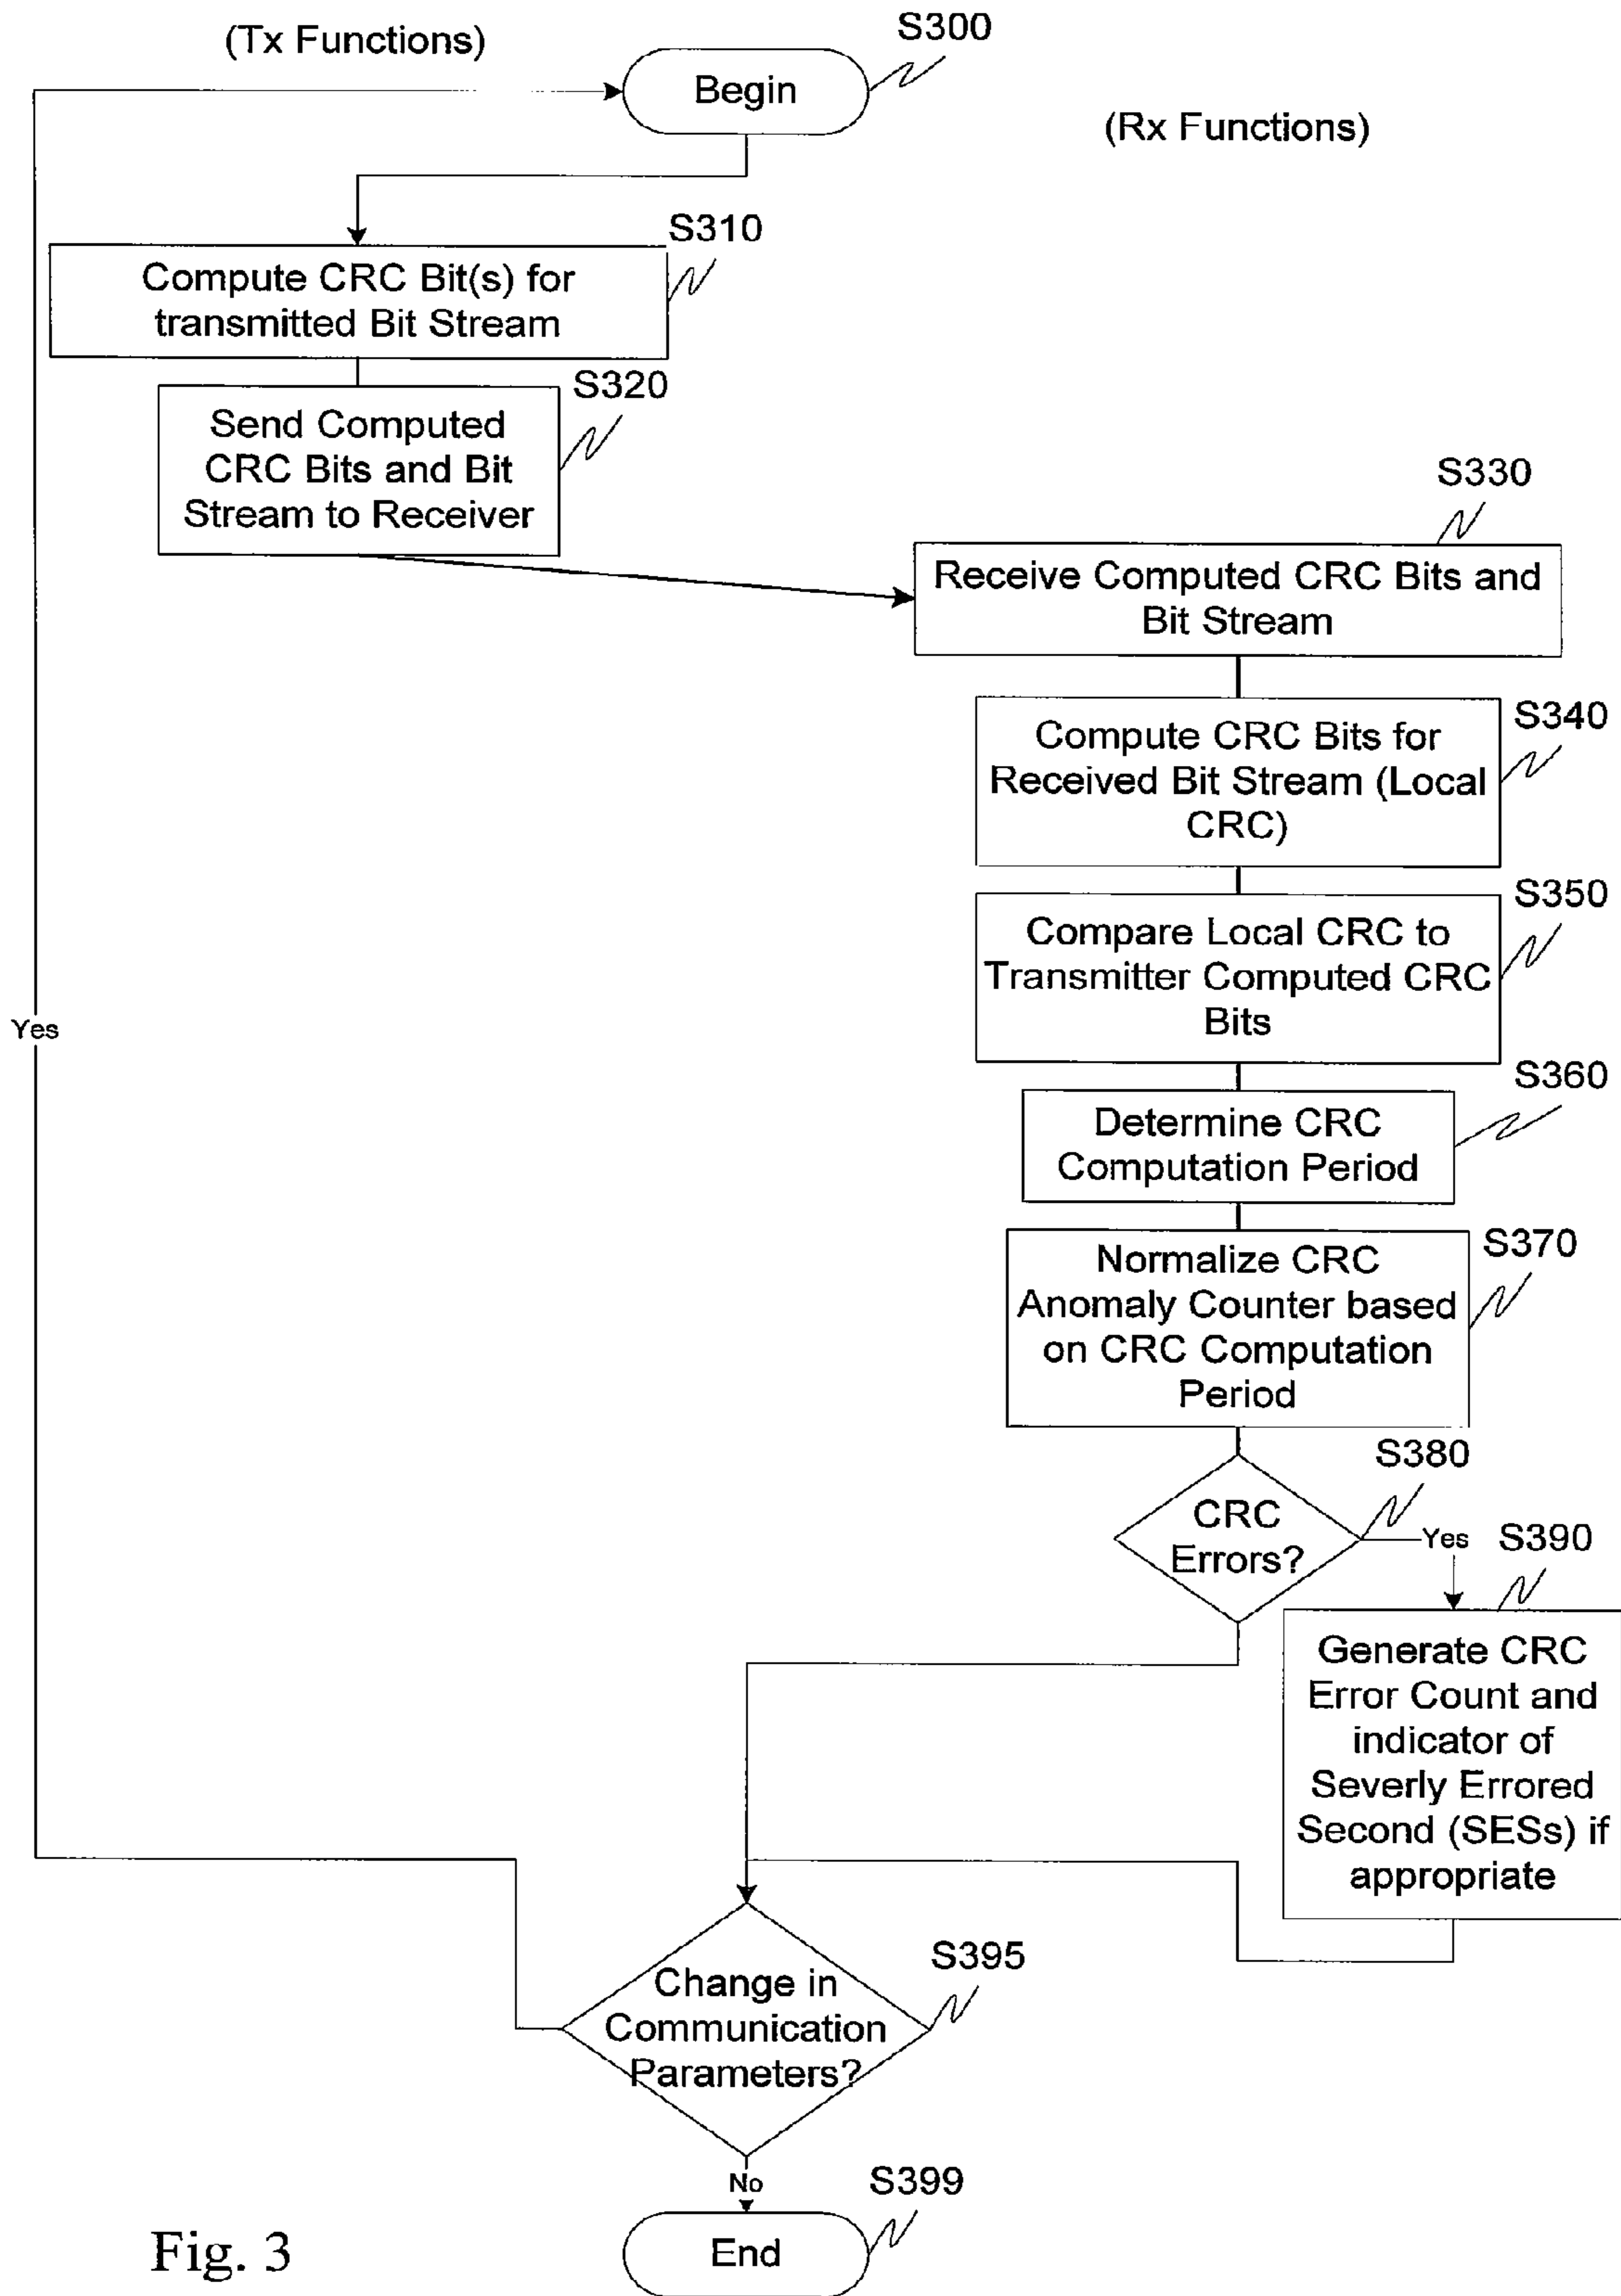 (Tx Functions)
S300
Begin
(Rx Functions)
S310
Compute CRC Bit(s) for
transmitted Bit Stream
S320
Send Computed
CRC Bits and Bit
Stream to Receiver
S330
Receive Computed CRC Bits and
Bit Stream
S340
Compute CRC Bits for
Received Bit Stream (Local
CRC)
S350
Compare Local CRC to
Transmitter Computed CRC
Bits
Yes
S360
Determine CRC
Computation Period
S370
Normalize CRC
Anomaly Counter based
on CRC Computation
Period
S380
CRC
Errors?
Yes
S390
Generate CRC
Error Count and
indicator of
Severly Errored
Second (SESs) if
appropriate
S395
Change in
Communication
Parameters?
No
S399
End
Fig. 3